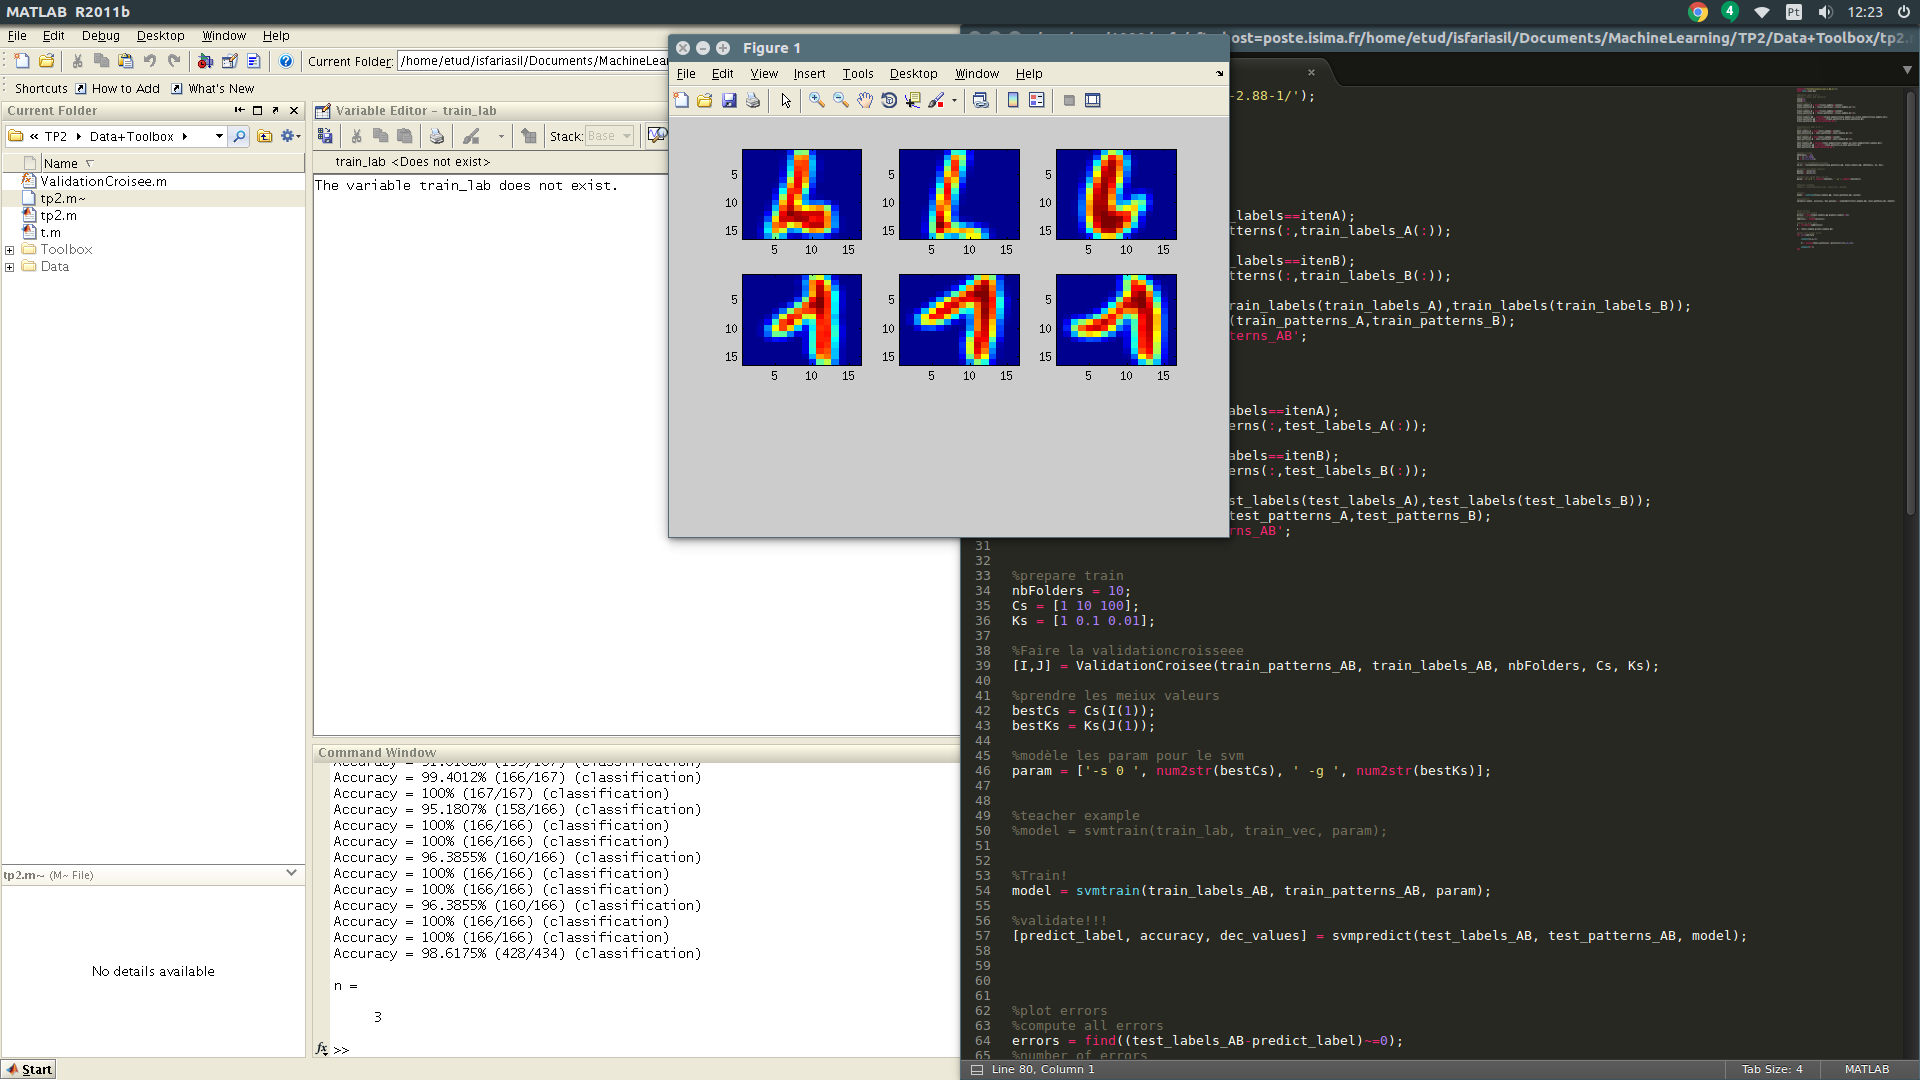 MATLAB R2011b
Pt
12:23
File Edit Debug Desktop Window Help
Current Folder: /home/etud/isfariasil/Documents/MachineLear
Shortcuts How to Add What's New
Current Folder
« TP2 Data+Toolbox
Name
ValidationCroisee.m
tp2.m~
tp2.m
t.m
Toolbox
Data
tp2.m~ (M~ File)
No details available
Start
Variable Editor - train_lab
Stack: Base
train_lab <Does not exist>
The variable train_lab does not exist.
Command Window
Accuracy = 99.4012% (166/167) (classification)
Accuracy = 100% (167/167) (classification)
Accuracy = 95.1807% (158/166) (classification)
Accuracy = 100% (166/166) (classification)
Accuracy = 100% (166/166) (classification)
Accuracy = 96.3855% (160/166) (classification)
Accuracy = 100% (166/166) (classification)
Accuracy = 100% (166/166) (classification)
Accuracy = 96.3855% (160/166) (classification)
Accuracy = 100% (166/166) (classification)
Accuracy = 100% (166/166) (classification)
Accuracy = 98.6175% (428/434) (classification)
n =
3
fx >>
Figure 1
File Edit View Insert Tools Desktop Window Help
5 5 5
10 10 10
15 15 15
5 10 15 5 10 15 5 10 15
5 5 5
10 10 10
15 15 15
5 10 15 5 10 15 5 10 15
host=poste.isima.fr/home/etud/isfariasil/Documents/MachineLearning/TP2/Data+Toolbox/tp2.
-2.88-1/');
_labels==itenA);
tterns(:,train_labels_A(:));
_labels==itenB);
tterns(:,train_labels_B(:));
rain_labels(train_labels_A),train_labels(train_labels_B));
(train_patterns_A,train_patterns_B);
terns_AB';
abels==itenA);
erns(:,test_labels_A(:));
abels==itenB);
erns(:,test_labels_B(:));
st_labels(test_labels_A),test_labels(test_labels_B));
test_patterns_A,test_patterns_B);
rns_AB';
31
32
33 %prepare train
34 nbFolders = 10;
35 Cs = [1 10 100];
36 Ks = [1 0.1 0.01];
37
38 %Faire la validationcroisseee
39 [I,J] = ValidationCroisee(train_patterns_AB, train_labels_AB, nbFolders, Cs, Ks);
40
41 %prendre les meiux valeurs
42 bestCs = Cs(I(1));
43 bestKs = Ks(J(1));
44
45 %modèle les param pour le svm
46 param = ['-s 0 ', num2str(bestCs), ' -g ', num2str(bestKs)];
47
48
49 %teacher example
50 %model = svmtrain(train_lab, train_vec, param);
51
52
53 %Train!
54 model = svmtrain(train_labels_AB, train_patterns_AB, param);
55
56 %validate!!!
57 [predict_label, accuracy, dec_values] = svmpredict(test_labels_AB, test_patterns_AB, model);
58
59
60
61
62 %plot errors
63 %compute all errors
64 errors = find((test_labels_AB-predict_label)~=0);
65 %number of errors
Line 80, Column 1
Tab Size: 4
MATLAB